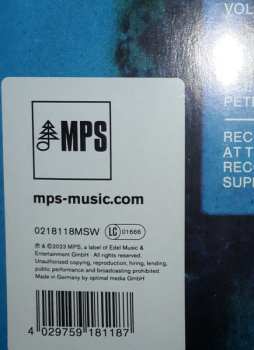 VOL
PETE
REC
AT T
REC
SUP
MPS
mps-music.com
0218118MSW LC 01666
℗ & ©2023 MPS, a label of Edel Music &
Entertainment GmbH All rights reserved.
Unauthorized copying, reproduction, hiring, lending,
public performance and broadcasting prohibited
Made in Germany by optimal media GmbH
4 029759 181187